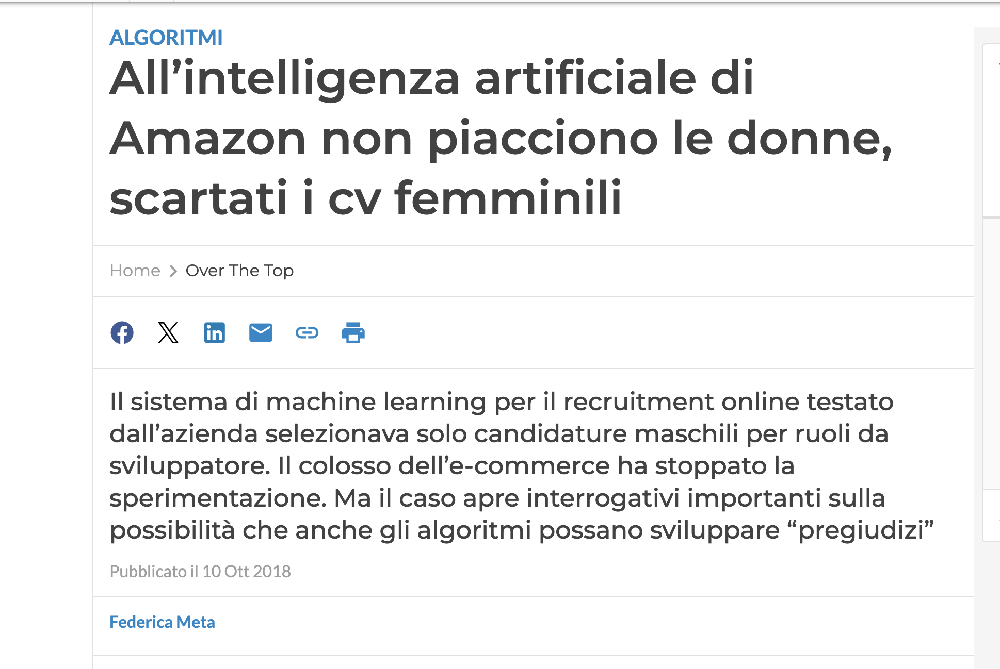 ALGORITMI
All’intelligenza artificiale di
Amazon non piacciono le donne,
scartati i cv femminili
Home > Over The Top
Il sistema di machine learning per il recruitment online testato
dall’azienda selezionava solo candidature maschili per ruoli da
sviluppatore. Il colosso dell’e-commerce ha stoppato la
sperimentazione. Ma il caso apre interrogativi importanti sulla
possibilità che anche gli algoritmi possano sviluppare “pregiudizi”
Pubblicato il 10 Ott 2018
Federica Meta